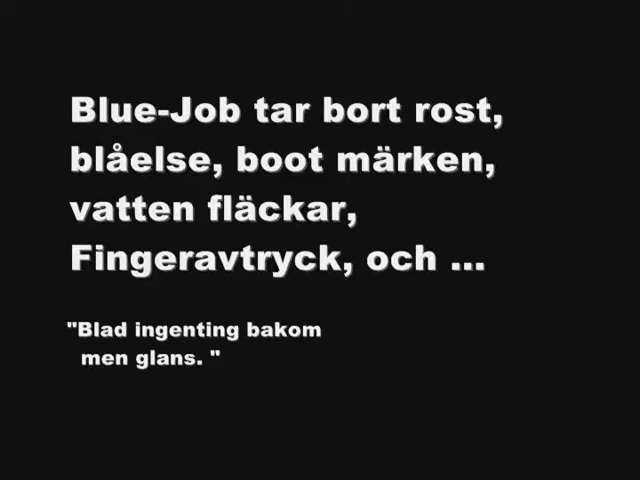 Blue-Job tar bort rost,
blåelse, boot märken,
vatten fläckar,
Fingeravtryck, och ...
"Blad ingenting bakom
men glans. "